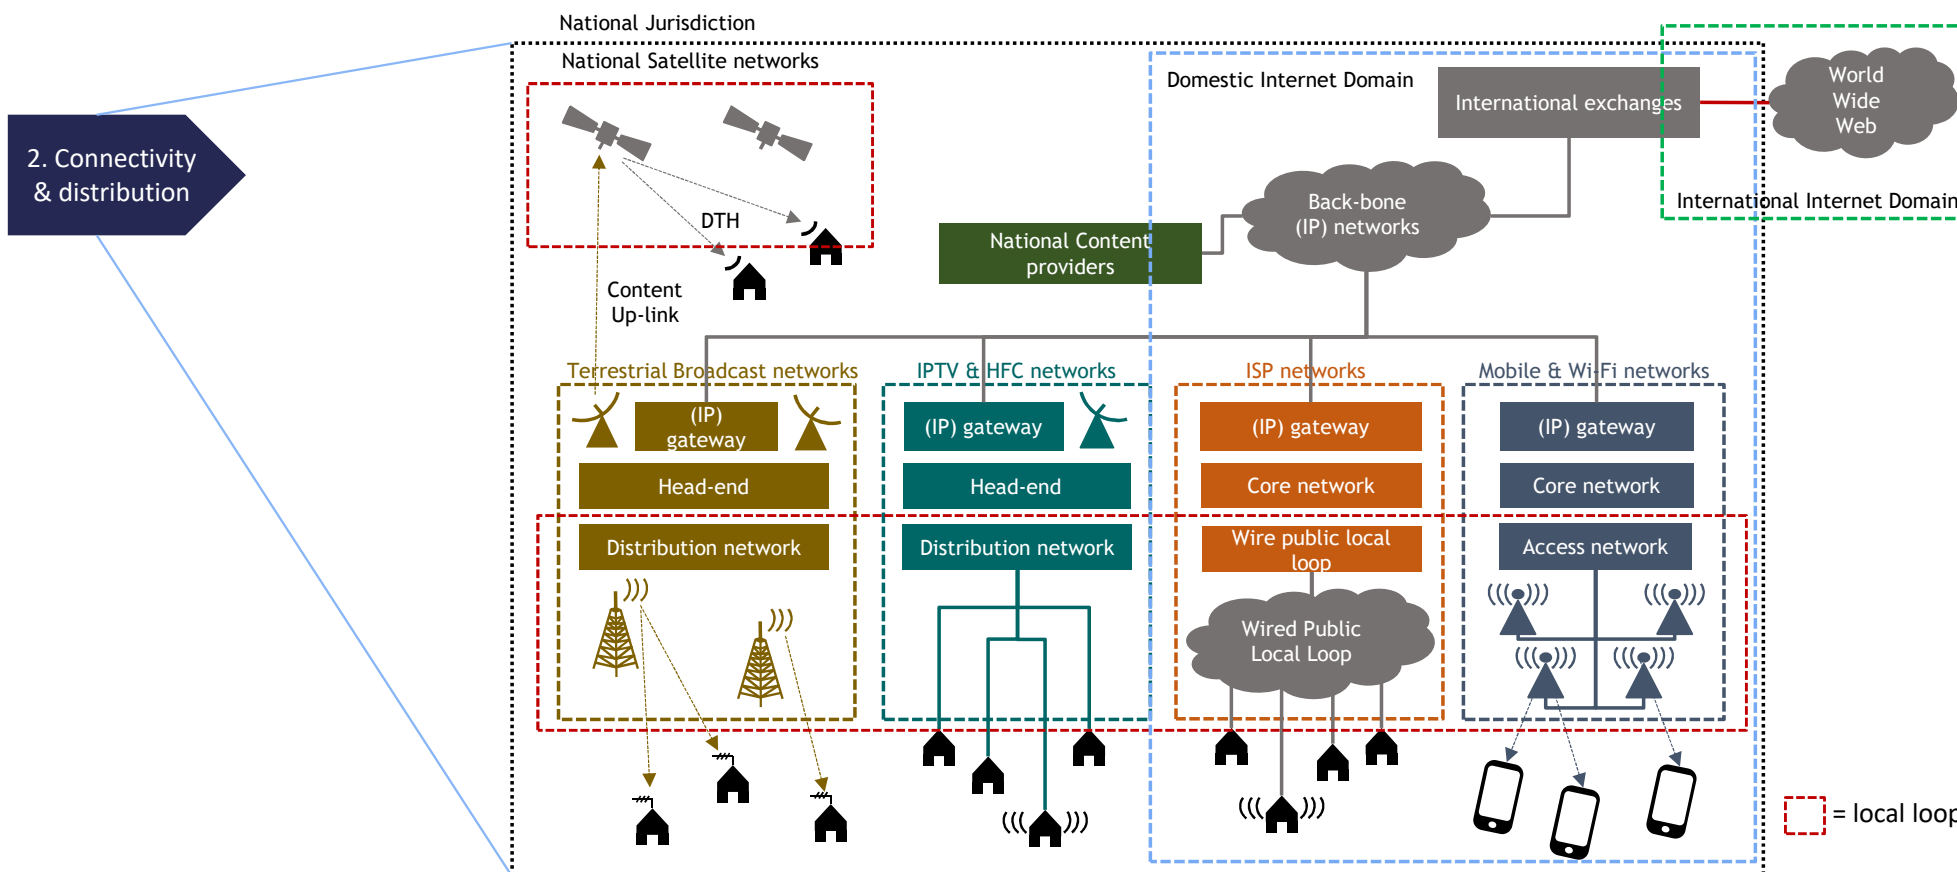 National Jurisdiction
National Satellite networks
Domestic Internet Domain
International exchanges
World
Wide
Web
2. Connectivity
& distribution
DTH
Back-bone
(IP) networks
International Internet Domain
National Content
providers
Content
Up-link
Terrestrial Broadcast networks
IPTV & HFC networks
ISP networks
Mobile & Wi-Fi networks
(IP)
gateway
(IP) gateway
(IP) gateway
(IP) gateway
Head-end
Head-end
Core network
Core network
Distribution network
Distribution network
Wire public local
loop
Access network
Wired Public
Local Loop
= local loop